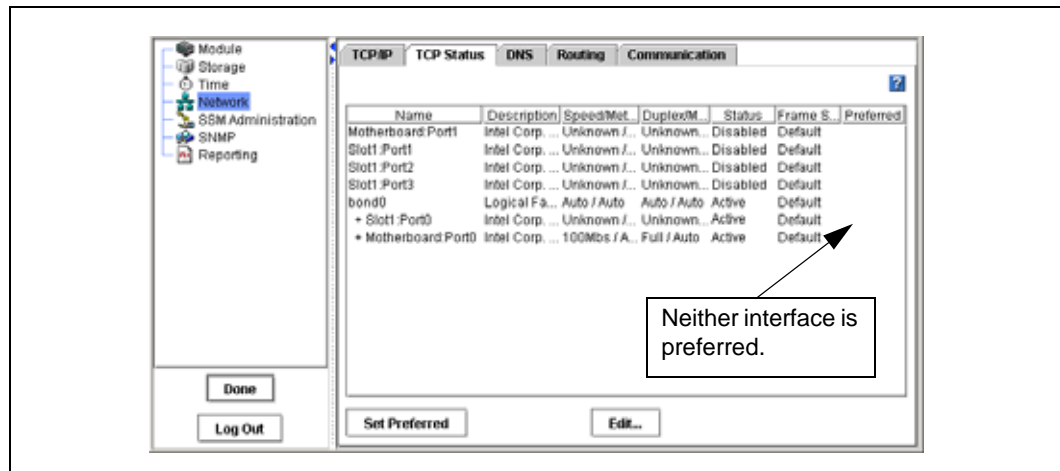 Module
Storage
Time
Network
SSM Administration
SNMP
Reporting
Done
Log Out
TCP/IP TCP Status DNS Routing Communication
?
Name Description Speed/Met... Duplex/M... Status Frame S... Preferred
Motherboard:Port1 Intel Corp. ... Unknown /... Unknown... Disabled Default
Slot1:Port1 Intel Corp. ... Unknown /... Unknown... Disabled Default
Slot1:Port2 Intel Corp. ... Unknown /... Unknown... Disabled Default
Slot1:Port3 Intel Corp. ... Unknown /... Unknown... Disabled Default
bond0 Logical Fa... Auto / Auto Auto / Auto Active Default
+ Slot1:Port0 Intel Corp. ... Unknown /... Unknown... Active Default
+ Motherboard:Port0 Intel Corp. ... 100Mbs / A... Full / Auto Active Default
Neither interface is
preferred.
Set Preferred Edit...